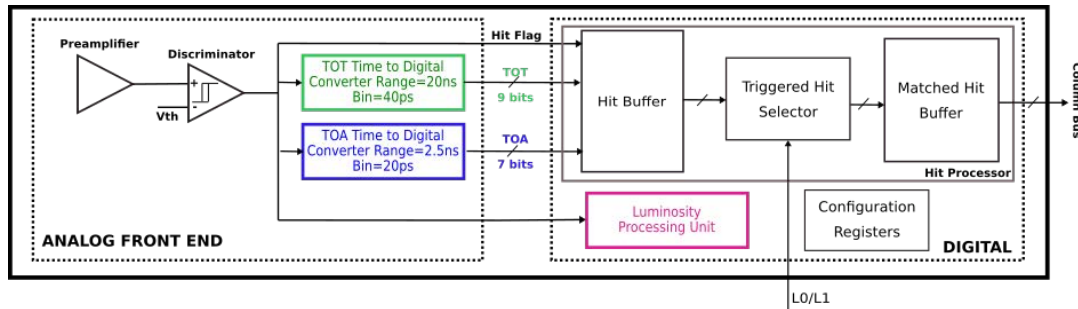 Preamplifier
Discriminator
+
-
Vth
TOT Time to Digital
Converter Range=20ns
Bin=40ps
TOA Time to Digital
Converter Range=2.5ns
Bin=20ps
ANALOG FRONT END
Hit Flag
TOT
9 bits
TOA
7 bits
Hit Buffer
Triggered Hit
Selector
Matched Hit
Buffer
Hit Processor
Luminosity
Processing Unit
Configuration
Registers
DIGITAL
L0/L1
Column Bus